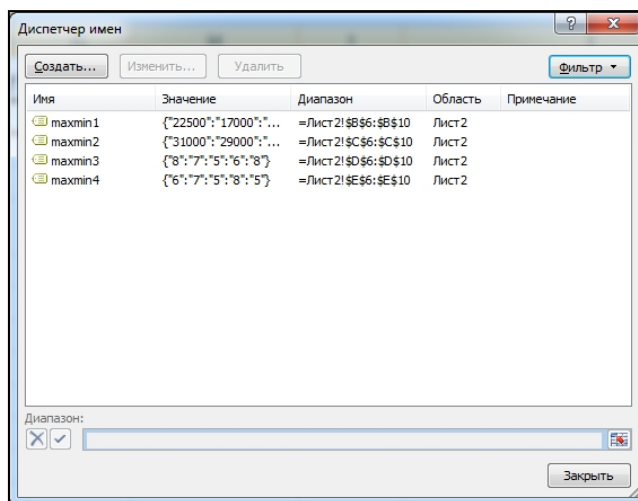 Диспетчер имен
Создать... Изменить... Удалить Фильтр
Имя Значение Диапазон Область Примечание
maxmin1 {"22500":"17000":"... =Лист2!$B$6:$B$10 Лист2
maxmin2 {"31000":"29000":"... =Лист2!$C$6:$C$10 Лист2
maxmin3 {"8":"7":"5":"6":"8"} =Лист2!$D$6:$D$10 Лист2
maxmin4 {"6":"7":"5":"8":"5"} =Лист2!$E$6:$E$10 Лист2
Диапазон:
Закрыть